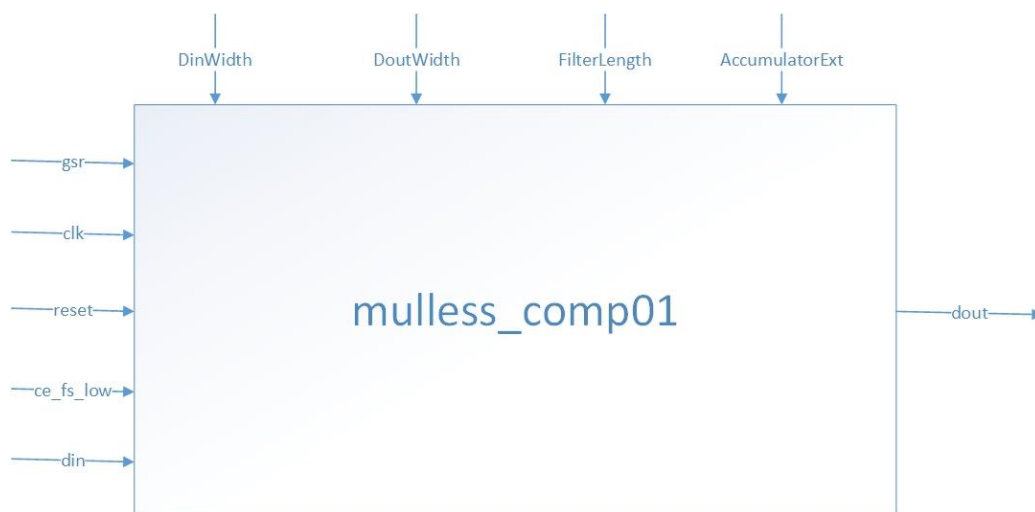 DinWidth DoutWidth FilterLength AccumulatorExt
gsr
clk
mulless_comp01
reset
dout
ce_fs_low
din